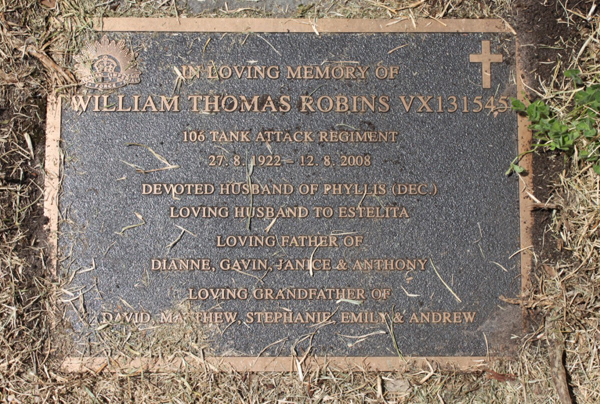 IN LOVING MEMORY OF
WILLIAM THOMAS ROBINS VX131545
106 TANK ATTACK REGIMENT
27. 8. 1922 – 12. 8. 2008
DEVOTED HUSBAND OF PHYLLIS (DEC.)
LOVING HUSBAND TO ESTELITA
LOVING FATHER OF
DIANNE, GAVIN, JANICE & ANTHONY
LOVING GRANDFATHER OF
DAVID, MATTHEW, STEPHANIE, EMILY & ANDREW